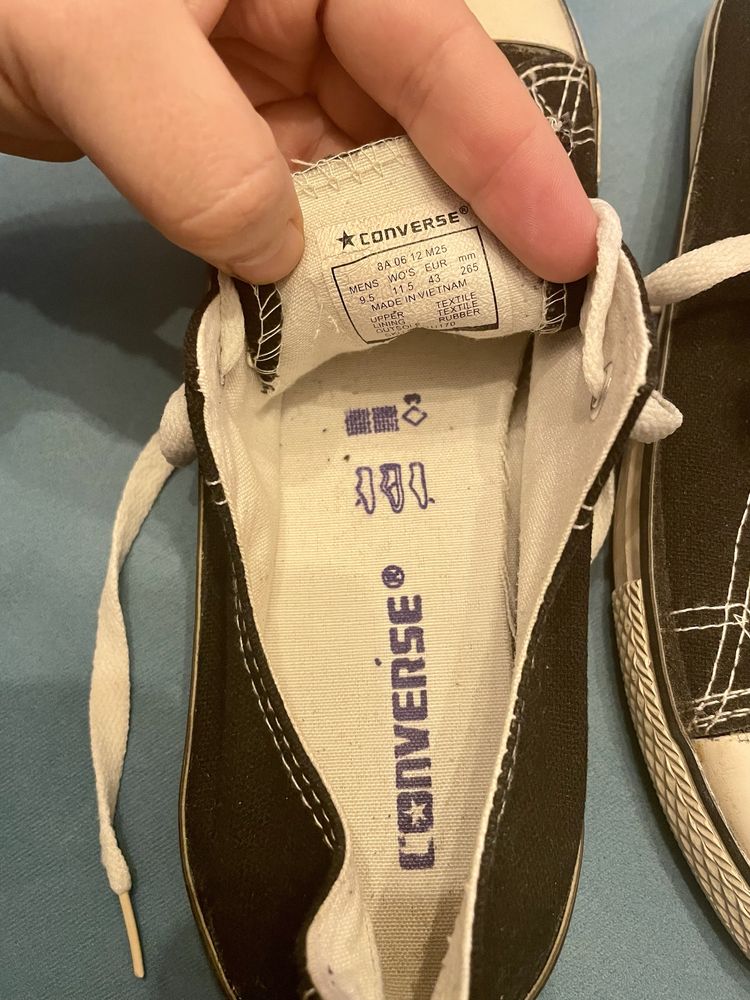 CONVERSE®
8A 06 12 M25
MENS WO'S EUR mm
9.5 11.5 43 265
MADE IN VIETNAM
UPPER TEXTILE
LINING TEXTILE
OUTSOLE RUBBER
CONVERSE®